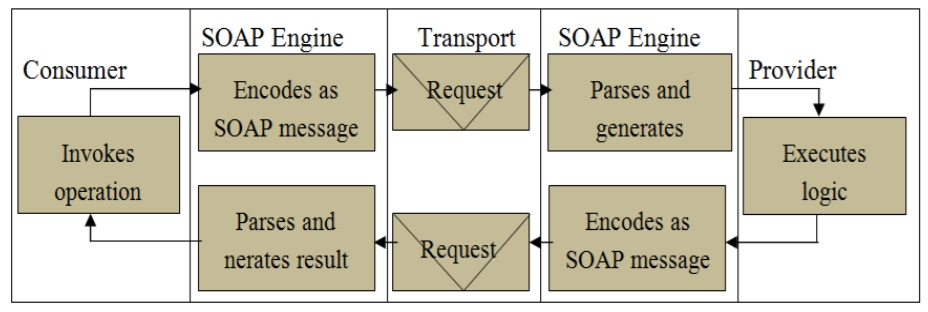 SOAP Engine
Transport
SOAP Engine
Consumer
Provider
Encodes as
SOAP message
Request
Parses and
generates
Invokes
operation
Executes
logic
Parses and
nerates result
Request
Encodes as
SOAP message